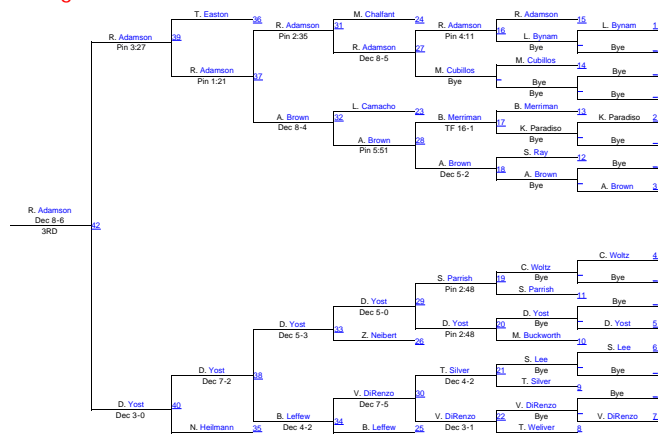 T. Easton 36
R. Adamson 39
Pin 3:27
R. Adamson 37
Pin 1:21
R. Adamson 31
Pin 2:35
A. Brown 32
Dec 8-4
M. Chalfant 24
R. Adamson 27
Dec 8-5
L. Camacho 23
A. Brown 28
Pin 5:51
R. Adamson 16
Pin 4:11
M. Cubillos
Bye
B. Merriman 17
TF 16-1
A. Brown 18
Dec 5-2
R. Adamson 15
L. Bynam
Bye
M. Cubillos 14
Bye
Bye
B. Merriman 13
K. Paradiso
Bye
S. Ray 12
A. Brown
Bye
L. Bynam 1
Bye
Bye
Bye
K. Paradiso 2
Bye
Bye
A. Brown 3
R. Adamson 42
Dec 8-6
3RD
D. Yost 40
Dec 3-0
D. Yost 38
Dec 7-2
N. Heilmann 35
D. Yost 33
Dec 5-3
B. Leffew 34
Dec 4-2
D. Yost 29
Dec 5-0
Z. Neibert 26
V. DiRenzo 30
Dec 7-5
B. Leffew 25
S. Parrish 19
Pin 2:48
D. Yost 20
Pin 2:48
T. Silver 21
Dec 4-2
V. DiRenzo 22
Dec 3-1
C. Woltz
Bye
S. Parrish 11
D. Yost
Bye
M. Buckworth 10
S. Lee
Bye
T. Silver 9
V. DiRenzo
Bye
T. Weliver 8
C. Woltz 4
Bye
Bye
D. Yost 5
S. Lee 6
Bye
Bye
V. DiRenzo 7